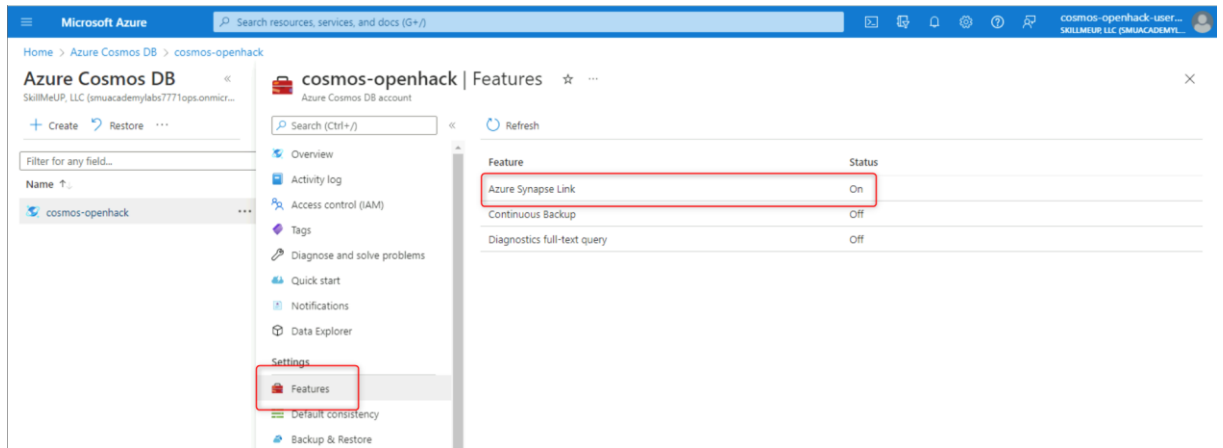 Microsoft Azure
Search resources, services, and docs (G+/)
cosmos-openhack-user...
SKILLMEUP, LLC (SMUACADEMYL...
Home > Azure Cosmos DB > cosmos-openhack
Azure Cosmos DB «
SkillMeUP, LLC (smuacademylabs7771ops.onmicr...
+ Create Restore ···
Filter for any field...
Name ↑
cosmos-openhack ···
cosmos-openhack | Features ☆ ···
Azure Cosmos DB account
Search (Ctrl+/) «
Overview
Activity log
Access control (IAM)
Tags
Diagnose and solve problems
Quick start
Notifications
Data Explorer
Settings
Features
Default consistency
Backup & Restore
Refresh
Feature Status
Azure Synapse Link On
Continuous Backup Off
Diagnostics full-text query Off